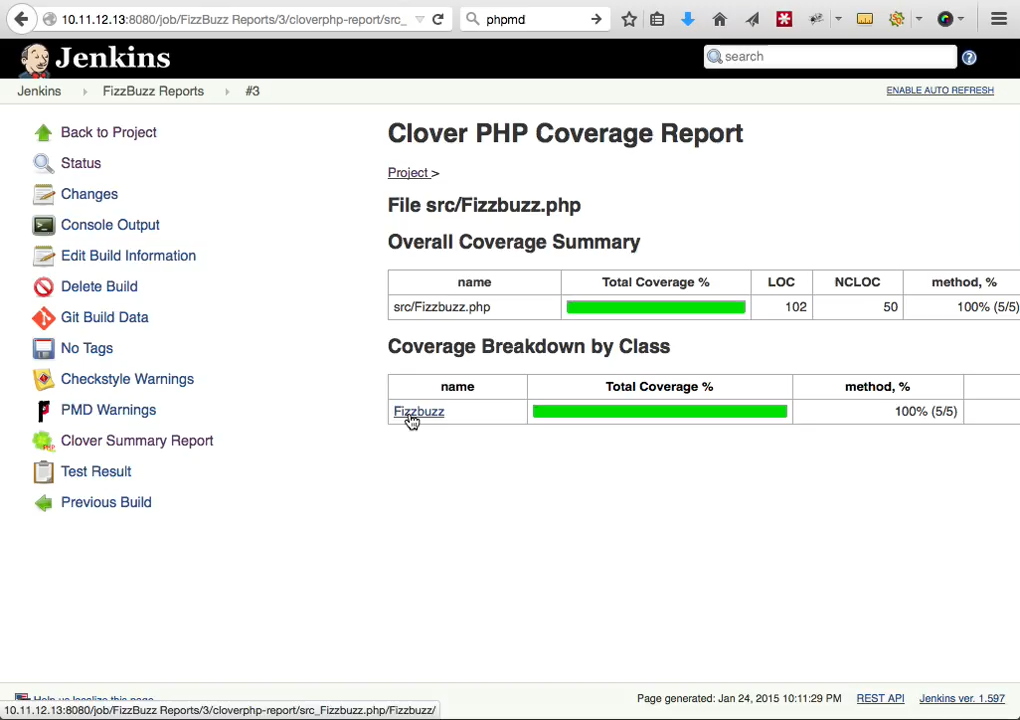 10.11.12.13:8080/job/FizzBuzz Reports/3/cloverphp-report/src_
phpmd
Jenkins
search
Jenkins
FizzBuzz Reports
#3
ENABLE AUTO REFRESH
Back to Project
Status
Changes
Console Output
Edit Build Information
Delete Build
Git Build Data
No Tags
Checkstyle Warnings
PMD Warnings
Clover Summary Report
Test Result
Previous Build
Clover PHP Coverage Report
Project >
File src/Fizzbuzz.php
Overall Coverage Summary
name Total Coverage % LOC NCLOC method, %
src/Fizzbuzz.php 102 50 100% (5/5)
Coverage Breakdown by Class
name Total Coverage % method, %
Fizzbuzz 100% (5/5)
Help us localize this page
Page generated: Jan 24, 2015 10:11:29 PM REST API Jenkins ver. 1.597
10.11.12.13:8080/job/FizzBuzz Reports/3/cloverphp-report/src_Fizzbuzz.php/Fizzbuzz/